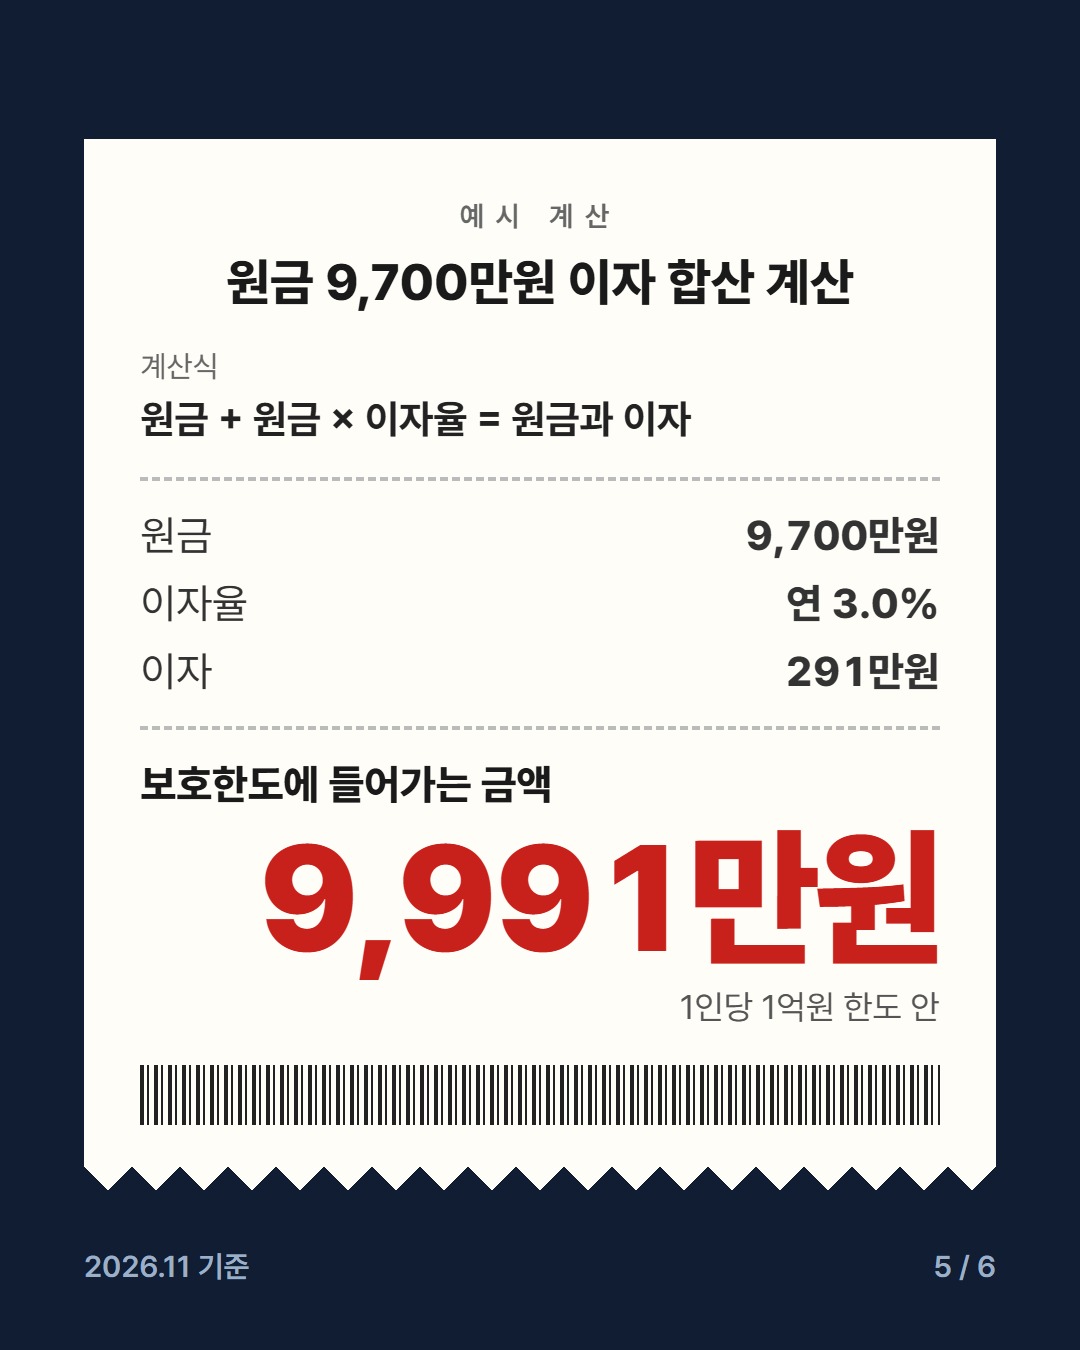 예시 계산
원금 9,700만원 이자 합산 계산
계산식
원금 + 원금 × 이자율 = 원금과 이자
원금 9,700만원
이자율 연 3.0%
이자 291만원
보호한도에 들어가는 금액
9,991만원
1인당 1억원 한도 안
2026.11 기준 5 / 6